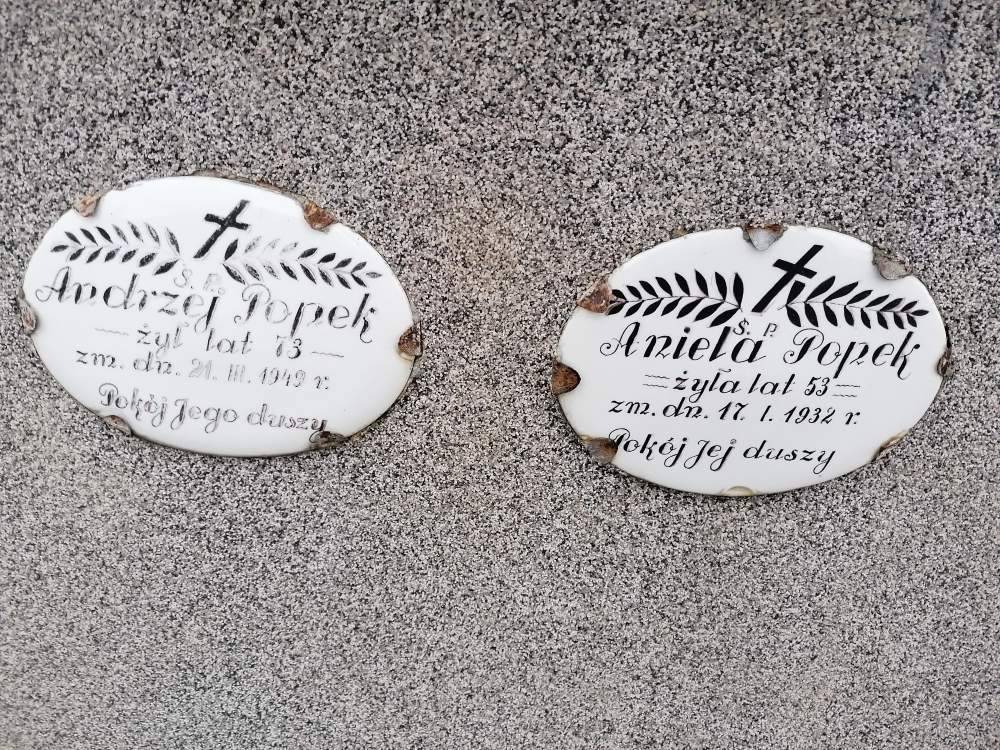 Ś. P.
Andrzej Popek
żył lat 73
zm. dn. 21. III. 1949 r.
Pokój Jego duszy
Ś. P.
Aniela Popek
żyła lat 53
zm. dn. 17. I. 1932 r.
Pokój Jej duszy